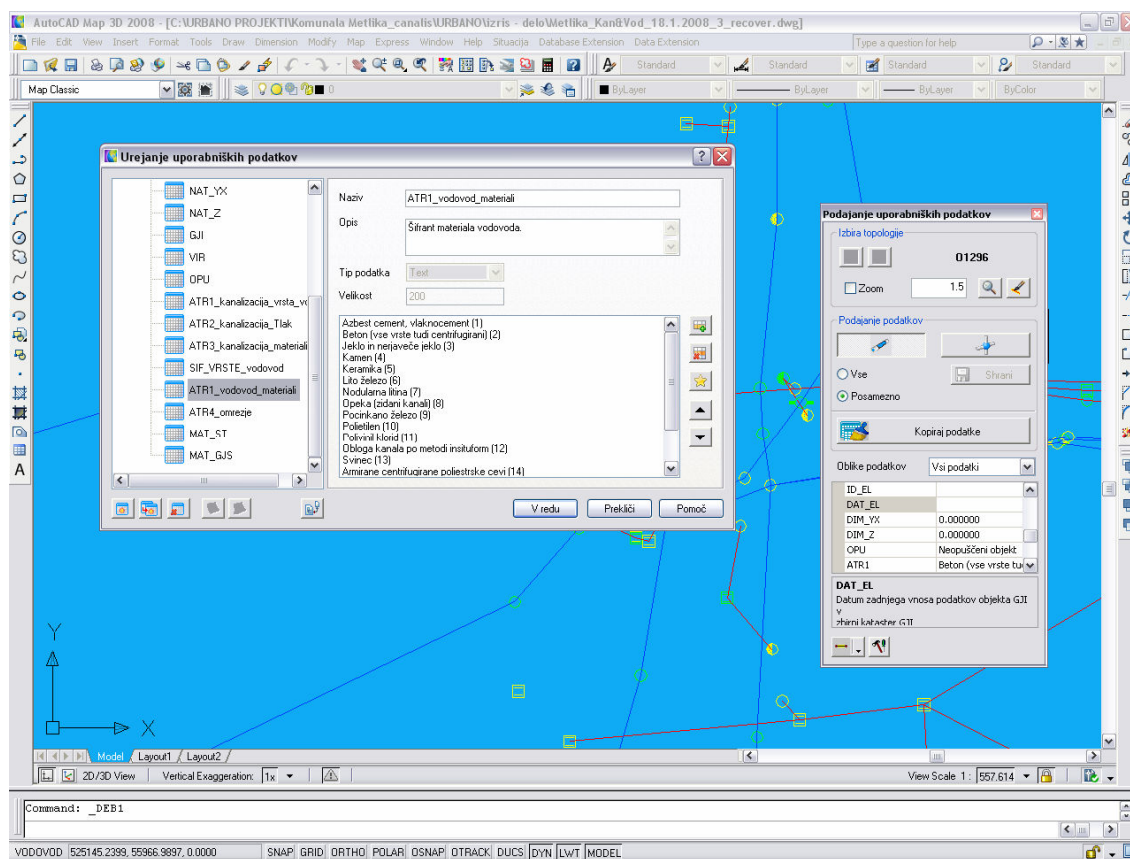 AutoCAD Map 3D 2008 - [C:\URBANO PROJEKTI\Komunala Metlika_canalis\URBANO\izris - delo\Metlika_Kan&Vod_18.1.2008_3_recover.dwg]
File Edit View Insert Format Tools Draw Dimension Modify Map Express Window Help Situacija Database Extension Data Extension
Type a question for help
Standard Standard Standard Standard
Map Classic 0 ByLayer ByLayer ByLayer ByColor
Urejanje uporabniških podatkov
NAT_YX
NAT_Z
GJI
VIR
OPU
ATR1_kanalizacija_vrsta_vo
ATR2_kanalizacija_Tlak
ATR3_kanalizacija_materiali
SIF_VRSTE_vodovod
ATR1_vodovod_materiali
ATR4_omrezje
MAT_ST
MAT_GJS
Naziv ATR1_vodovod_materiali
Opis Šifrant materiala vodovoda.
Tip podatka Text
Velikost 200
Azbest cement, vlaknocement (1)
Beton (vse vrste tudi centrifugirani) (2)
Jeklo in nerjaveče jeklo (3)
Kamen (4)
Keramika (5)
Lito železo (6)
Nodularna litina (7)
Opeka (zidani kanali) (8)
Pocinkano železo (9)
Polietilen (10)
Polivinil klorid (11)
Obloga kanala po metodi insituform (12)
Svinec (13)
Armirane centrifugirane poliestrske cevi (14)
V redu Prekliči Pomoč
Podajanje uporabniških podatkov
Izbira topologije
01296
Zoom 1.5
Podajanje podatkov
Vse
Shrani
Posamezno
Kopiraj podatke
Oblike podatkov Vsi podatki
ID_EL
DAT_EL
DIM_YX 0.000000
DIM_Z 0.000000
OPU Neopuščeni objekt
ATR1 Beton (vse vrste tu
DAT_EL
Datum zadnjega vnosa podatkov objekta GJI
v
zbirni kataster GJI
Y
X
Model Layout1 Layout2
2D/3D View Vertical Exaggeration: 1x View Scale 1: 557.614
Command: _DEB1
VODOVOD 525145.2399, 55966.9897, 0.0000 SNAP GRID ORTHO POLAR OSNAP OTRACK DUCS DYN LWT MODEL